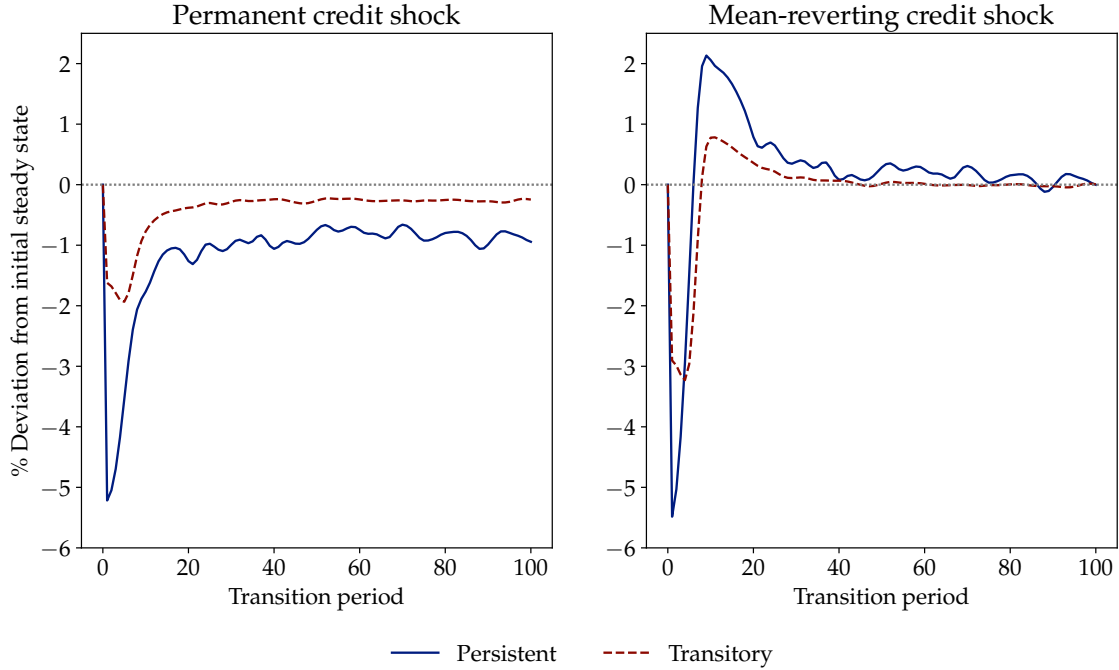 Permanent credit shock
Mean-reverting credit shock
% Deviation from initial steady state
2
1
0
−1
−2
−3
−4
−5
−6
0 20 40 60 80 100
Transition period
2
1
0
−1
−2
−3
−4
−5
−6
0 20 40 60 80 100
Transition period
Persistent
Transitory